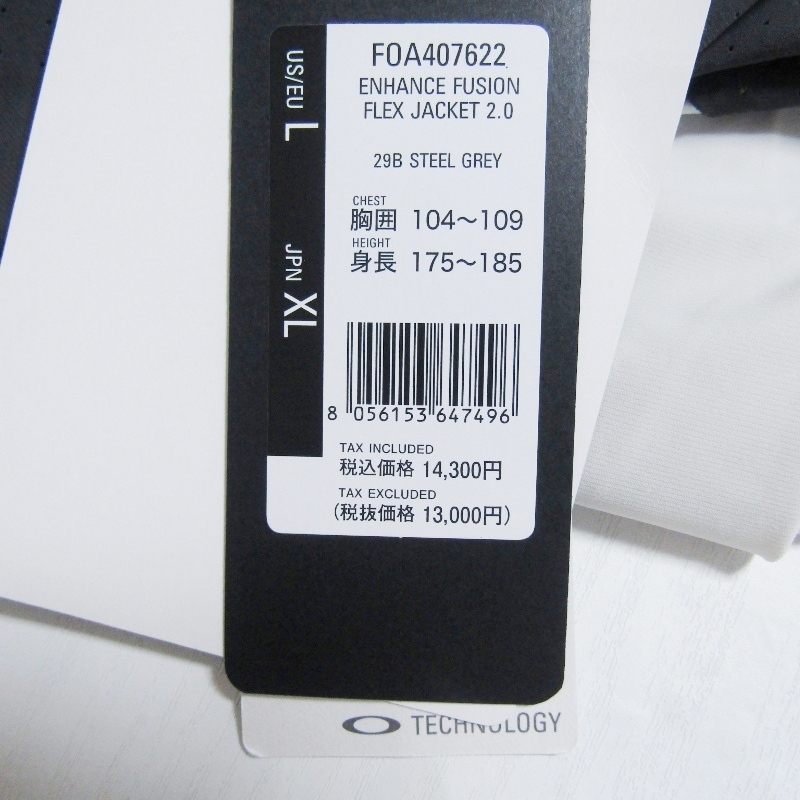 US/EU L
JPN XL
FOA407622
ENHANCE FUSION
FLEX JACKET 2.0
29B STEEL GREY
CHEST
胸囲 104～109
HEIGHT
身長 175～185
8 056153 647496
TAX INCLUDED
税込価格 14,300円
TAX EXCLUDED
(税抜価格 13,000円)
TECHNOLOGY